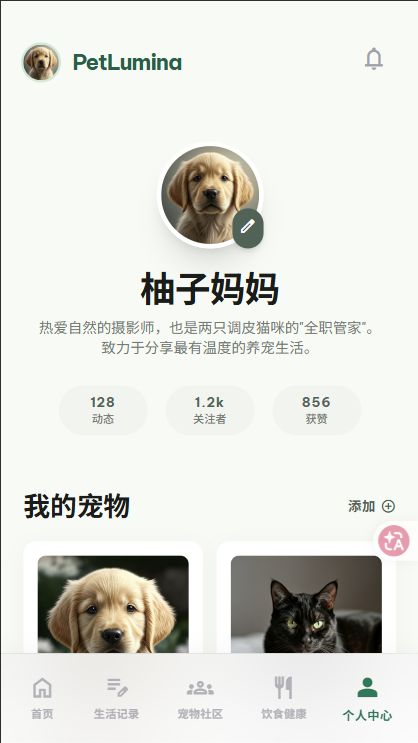 PetLumina
柚子妈妈
热爱自然的摄影师，也是两只调皮猫咪的"全职管家"。
致力于分享最有温度的养宠生活。
128
动态
1.2k
关注者
856
获赞
我的宠物
添加
首页
生活记录
宠物社区
饮食健康
个人中心